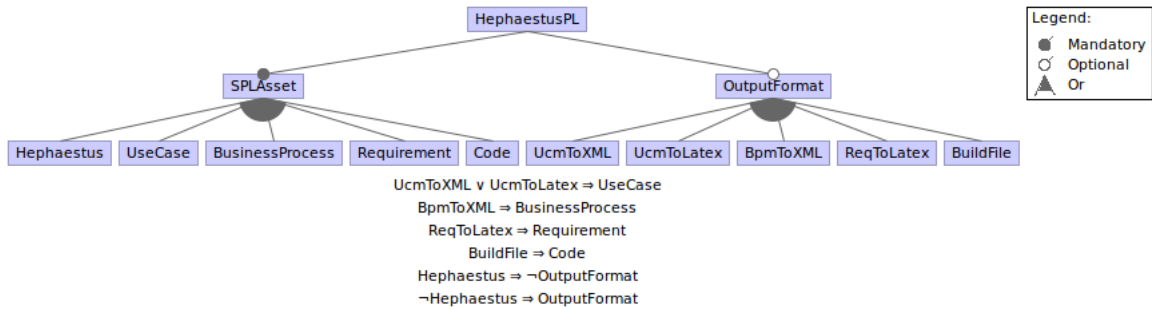 HephaestusPL
Legend:
Mandatory
Optional
Or
SPLAsset
OutputFormat
Hephaestus
UseCase
BusinessProcess
Requirement
Code
UcmToXML
UcmToLatex
BpmToXML
ReqToLatex
BuildFile
UcmToXML ∨ UcmToLatex ⇒ UseCase
BpmToXML ⇒ BusinessProcess
ReqToLatex ⇒ Requirement
BuildFile ⇒ Code
Hephaestus ⇒ ¬OutputFormat
¬Hephaestus ⇒ OutputFormat